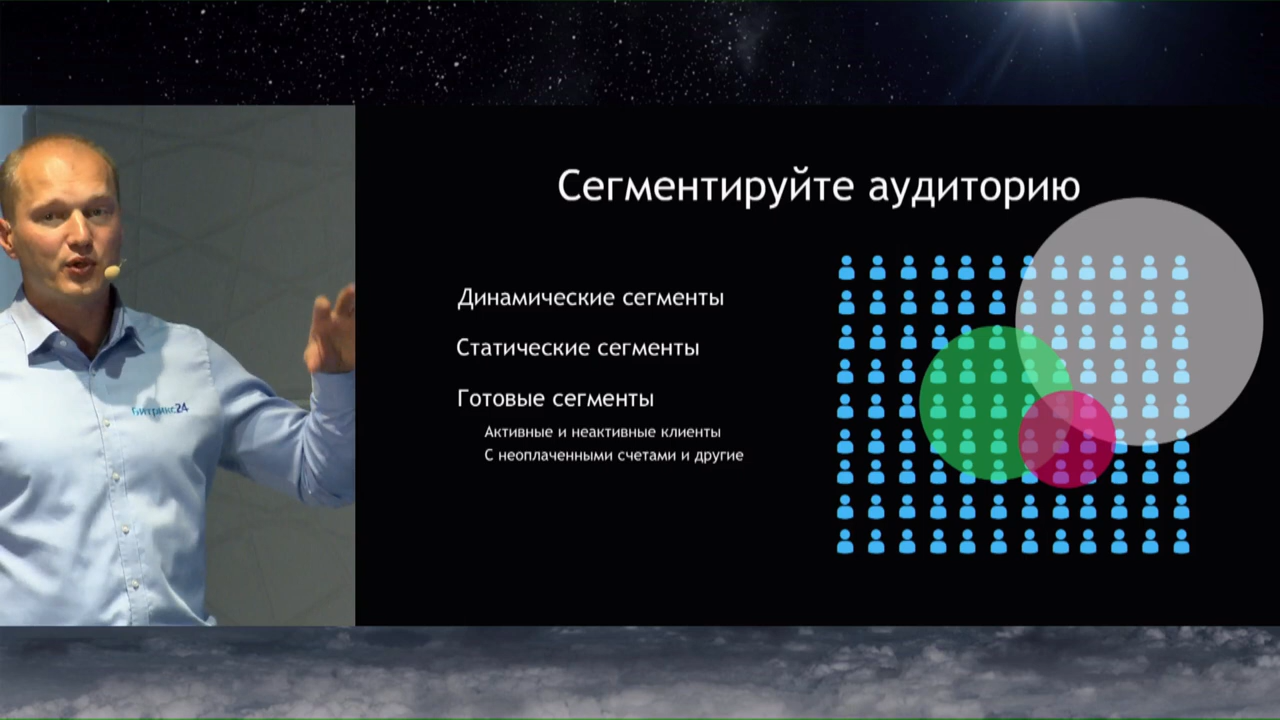 Сегментируйте аудиторию
Динамические сегменты
Статические сегменты
Готовые сегменты
Активные и неактивные клиенты
С неоплаченными счетами и другие
Битрикс24